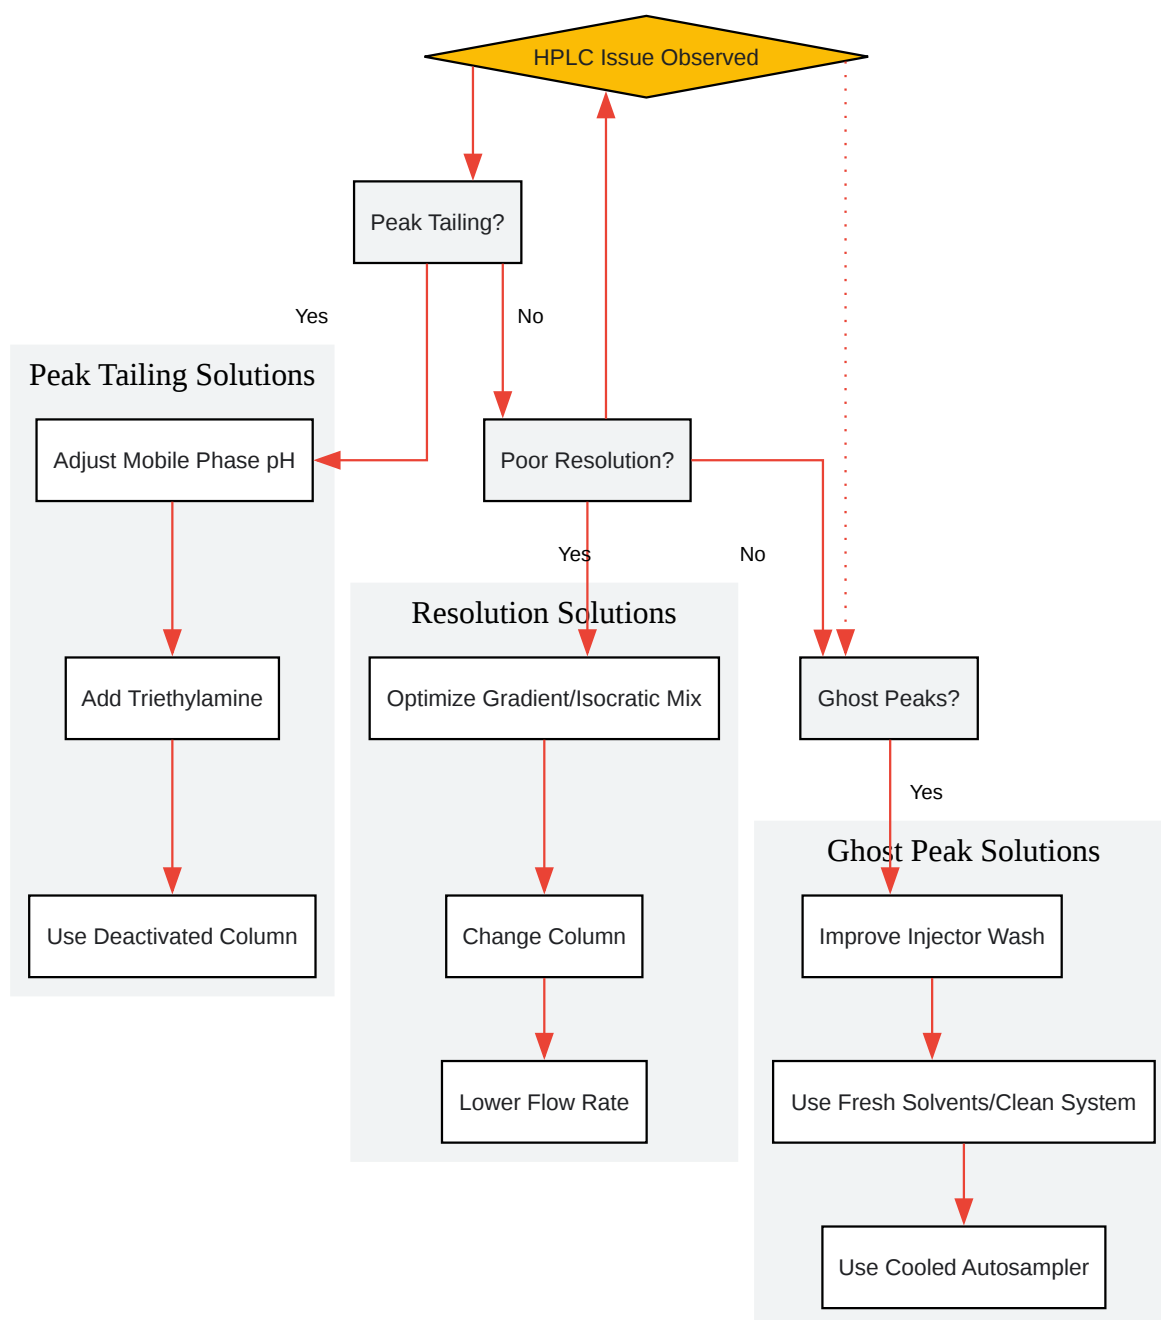 HPLC Issue Observed
Peak Tailing?
Yes
No
Peak Tailing Solutions
Adjust Mobile Phase pH
Poor Resolution?
Yes
No
Resolution Solutions
Add Triethylamine
Optimize Gradient/Isocratic Mix
Ghost Peaks?
Yes
Ghost Peak Solutions
Use Deactivated Column
Change Column
Improve Injector Wash
Lower Flow Rate
Use Fresh Solvents/Clean System
Use Cooled Autosampler